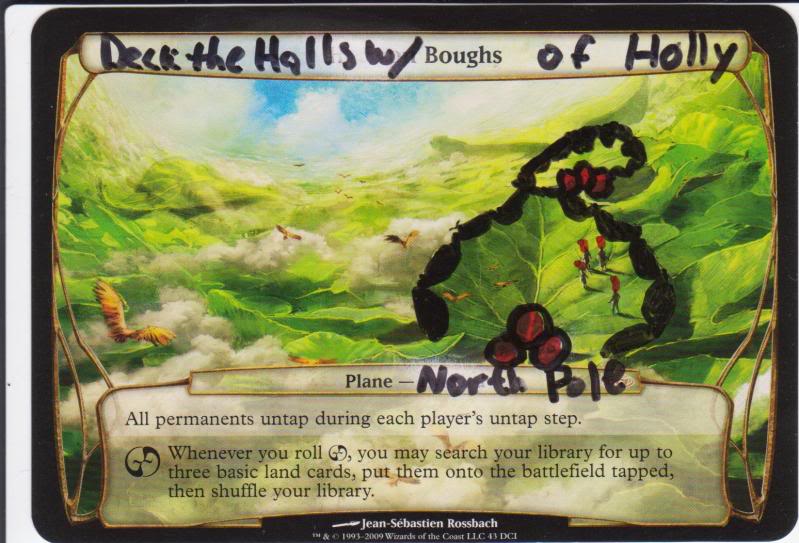 Deck the Halls w/ Boughs of Holly
Plane — North Pole
All permanents untap during each player's untap step.
Whenever you roll , you may search your library for up to
three basic land cards, put them onto the battlefield tapped,
then shuffle your library.
Jean-Sébastien Rossbach
™ & © 1993–2009 Wizards of the Coast LLC 43 DCI